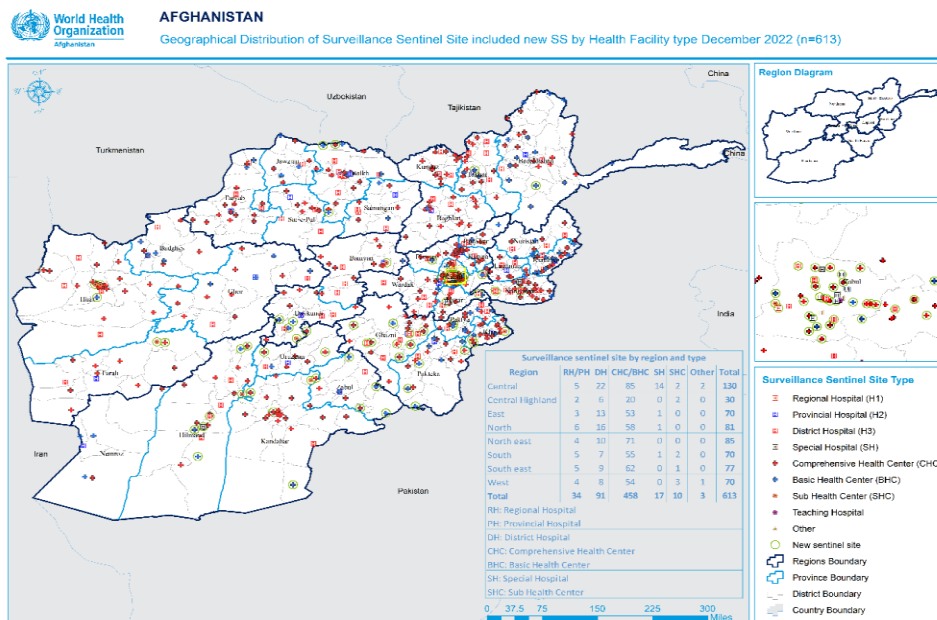 World Health
Organization
Afghanistan
AFGHANISTAN
Geographical Distribution of Surveillance Sentinel Site included new SS by Health Facility type December 2022 (n=613)
China
Uzbokistan
Tajikistan
Turkmenistan
China
Jawzjan
Balkh
Kunduz
Takhar
Badakhshan
Faryab
Sar-e-Pul
Samangan
Baghlan
Badghis
Bamyan
Nuristan
Wardak
Hirat
Ghor
Daikundi
Ghazni
India
Uruzgan
Paktika
Farah
Zabul
Hilmand
Kandahar
Nimroz
Iran
Pakistan
Surveillance sentinel site by region and type
Region RH/PH DH CHC/BHC SH SHC Other Total
Central 5 22 85 14 2 2 130
Central Highland 2 6 20 0 2 0 30
East 3 13 53 1 0 0 70
North 6 16 58 1 0 0 81
North east 4 10 71 0 0 0 85
South 5 7 55 1 2 0 70
South east 5 9 62 0 1 0 77
West 4 8 54 0 3 1 70
Total 34 91 458 17 10 3 613
RH: Regional Hospital
PH: Provincial Hospital
DH: District Hospital
CHC: Comprehensive Health Center
BHC: Basic Health Center
SH: Special Hospital
SHC: Sub Health Center
0 37.5 75 150 225 300
Miles
Region Diagram
Kabul
Surveillance Sentinel Site Type
Regional Hospital (H1)
Provincial Hospital (H2)
District Hospital (H3)
Special Hospital (SH)
Comprehensive Health Center (CHC
Basic Health Center (BHC)
Sub Health Center (SHC)
Teaching Hospital
Other
New sentinel site
Regions Boundary
Province Boundary
District Boundary
Country Boundary